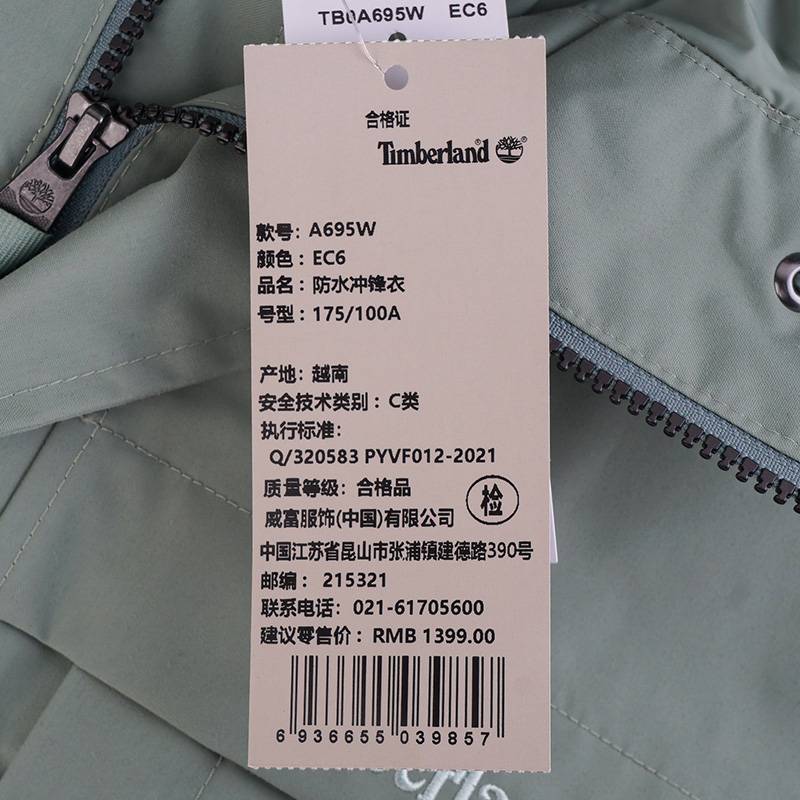 TB0A695W EC6
合格证
Timberland
款号: A695W
颜色: EC6
品名: 防水冲锋衣
号型: 175/100A
产地: 越南
安全技术类别: C类
执行标准:
Q/320583 PYVF012-2021
质量等级: 合格品
检
威富服饰(中国)有限公司
中国江苏省昆山市张浦镇建德路390号
邮编: 215321
联系电话: 021-61705600
建议零售价: RMB 1399.00
6 936655 039857